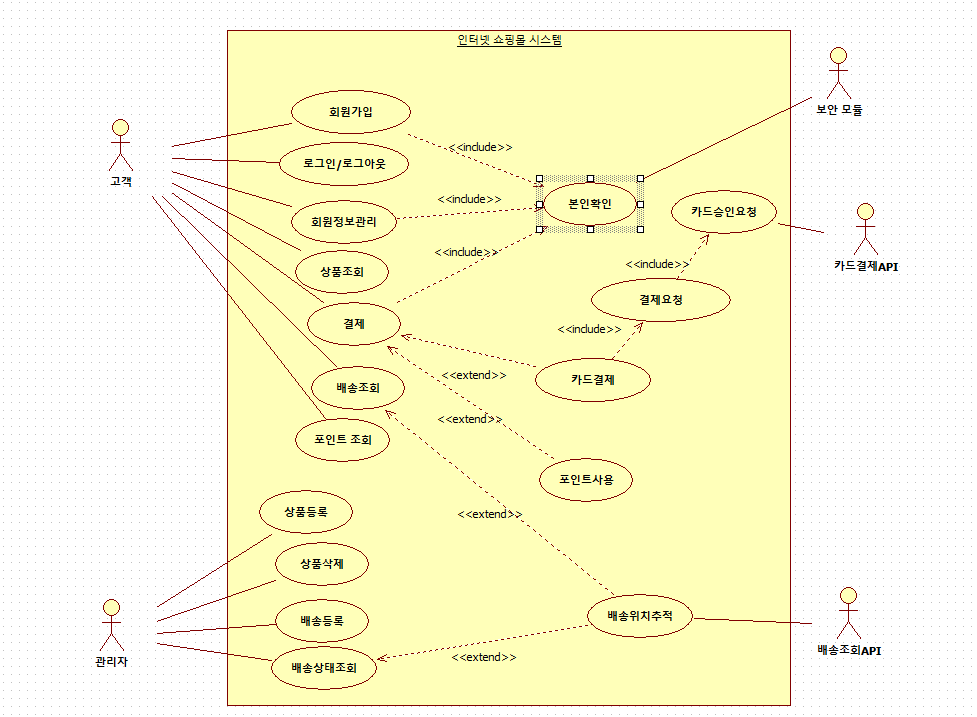 인터넷 쇼핑몰 시스템
보안 모듈
회원가입
<<include>>
고객
로그인/로그아웃
<<include>>
본인확인
카드승인요청
회원정보관리
<<include>>
<<include>>
카드결제API
상품조회
결제요청
결제
<<include>>
<<extend>>
카드결제
배송조회
<<extend>>
포인트 조회
포인트사용
상품등록
<<extend>>
상품삭제
배송등록
배송위치추적
배송조회API
관리자
배송상태조회
<<extend>>